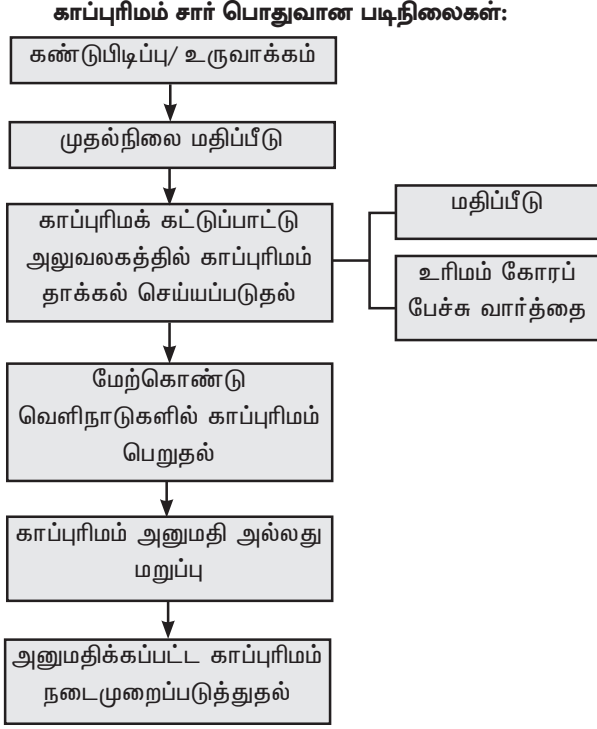 காப்புரிமம் சார் பொதுவான படிநிலைகள்:
கண்டுபிடிப்பு/ உருவாக்கம்
முதல்நிலை மதிப்பீடு
காப்புரிமக் கட்டுப்பாட்டு
அலுவலகத்தில் காப்புரிமம்
தாக்கல் செய்யப்படுதல்
மதிப்பீடு
உரிமம் கோரப்
பேச்சு வார்த்தை
மேற்கொண்டு
வெளிநாடுகளில் காப்புரிமம்
பெறுதல்
காப்புரிமம் அனுமதி அல்லது
மறுப்பு
அனுமதிக்கப்பட்ட காப்புரிமம்
நடைமுறைப்படுத்துதல்